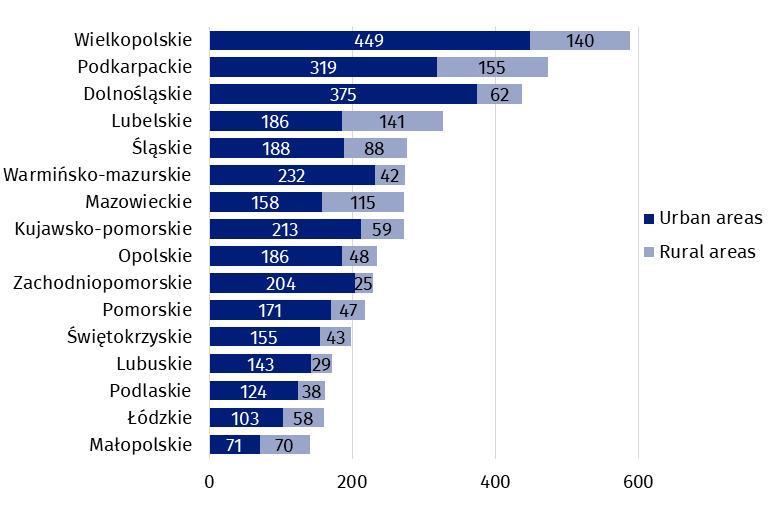 Wielkopolskie 449 140
Podkarpackie 319 155
Dolnośląskie 375 62
Lubelskie 186 141
Śląskie 188 88
Warmińsko-mazurskie 232 42
Mazowieckie 158 115
Kujawsko-pomorskie 213 59
Opolskie 186 48
Zachodniopomorskie 204 25
Pomorskie 171 47
Świętokrzyskie 155 43
Lubuskie 143 29
Podlaskie 124 38
Łódzkie 103 58
Małopolskie 71 70
0 200 400 600
Urban areas
Rural areas